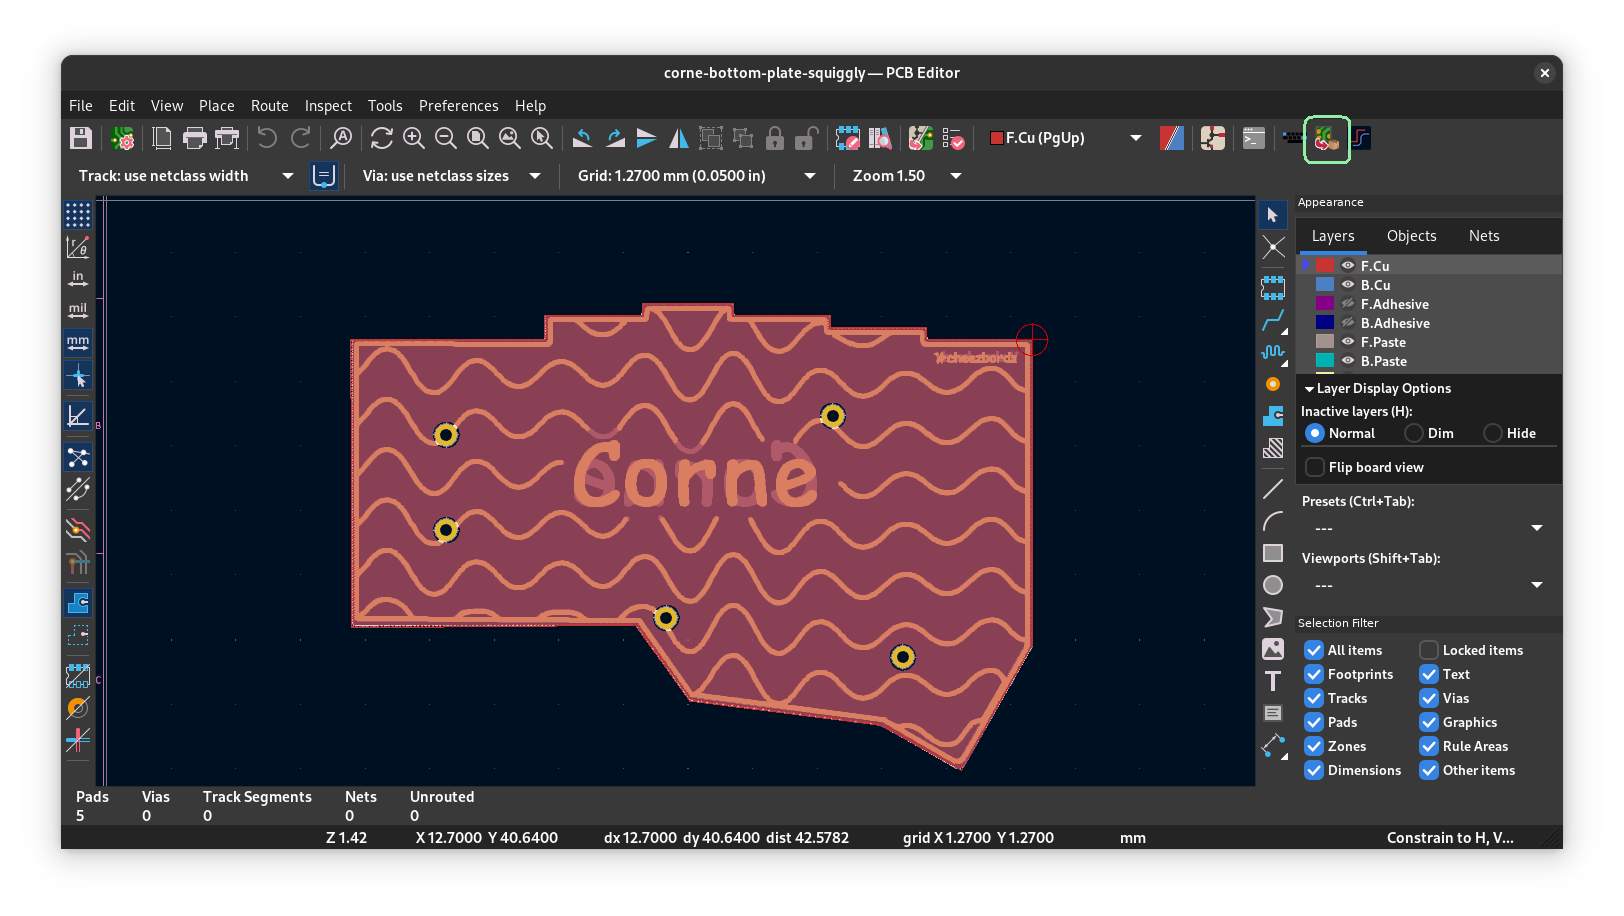 corne-bottom-plate-squiggly — PCB Editor
File Edit View Place Route Inspect Tools Preferences Help
F.Cu (PgUp)
Track: use netclass width Via: use netclass sizes Grid: 1.2700 mm (0.0500 in) Zoom 1.50
Appearance
Layers Objects Nets
F.Cu
B.Cu
F.Adhesive
B.Adhesive
F.Paste
B.Paste
Layer Display Options
Inactive layers (H):
Normal Dim Hide
Flip board view
Presets (Ctrl+Tab):
---
Viewports (Shift+Tab):
---
Selection Filter
All items Locked items
Footprints Text
Tracks Vias
Pads Graphics
Zones Rule Areas
Dimensions Other items
in
mil
mm
B
C
Corne
Pads Vias Track Segments Nets Unrouted
5 0 0 0 0
Z 1.42 X 12.7000 Y 40.6400 dx 12.7000 dy 40.6400 dist 42.5782 grid X 1.2700 Y 1.2700 mm Constrain to H, V...